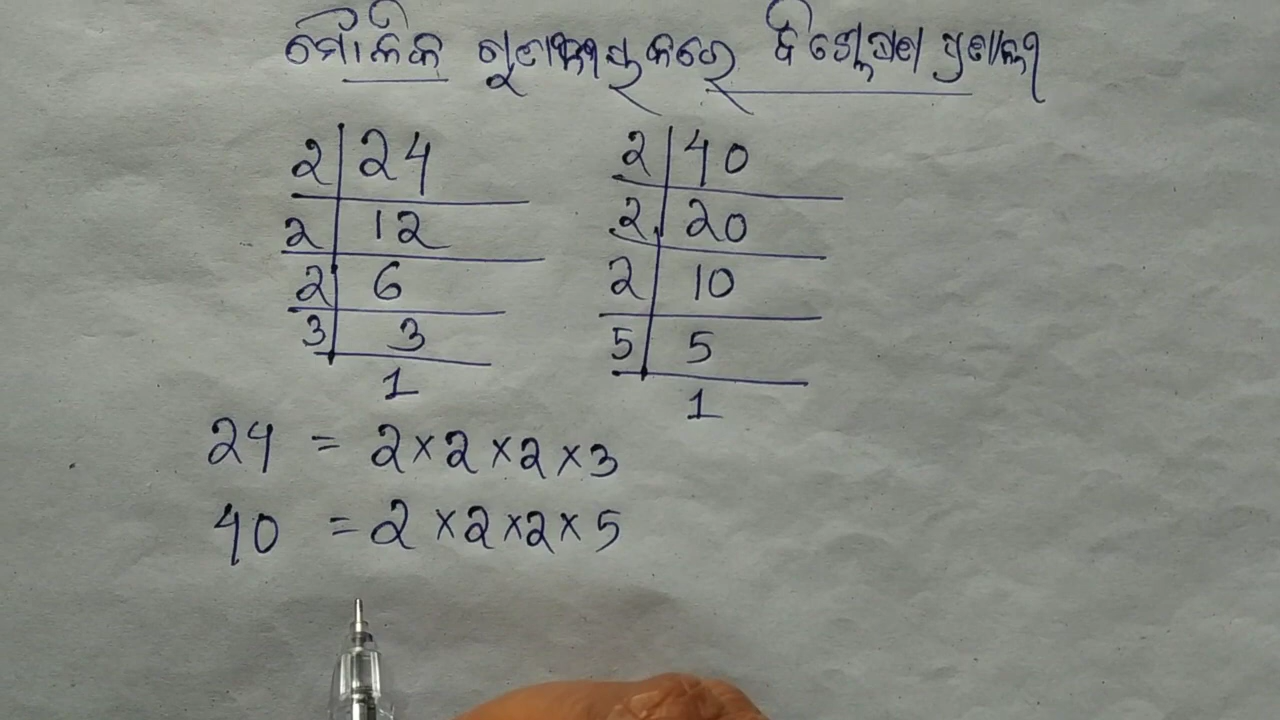 ମୌଳିକ ଗୁଣନୀୟକରେ ବିଶ୍ଳେଷଣ ପ୍ରଣାଳୀ
2 | 24    2 | 40
2 | 12    2 | 20
2 | 6    2 | 10
3 | 3    5 | 5
1    1
24 = 2 × 2 × 2 × 3
40 = 2 × 2 × 2 × 5